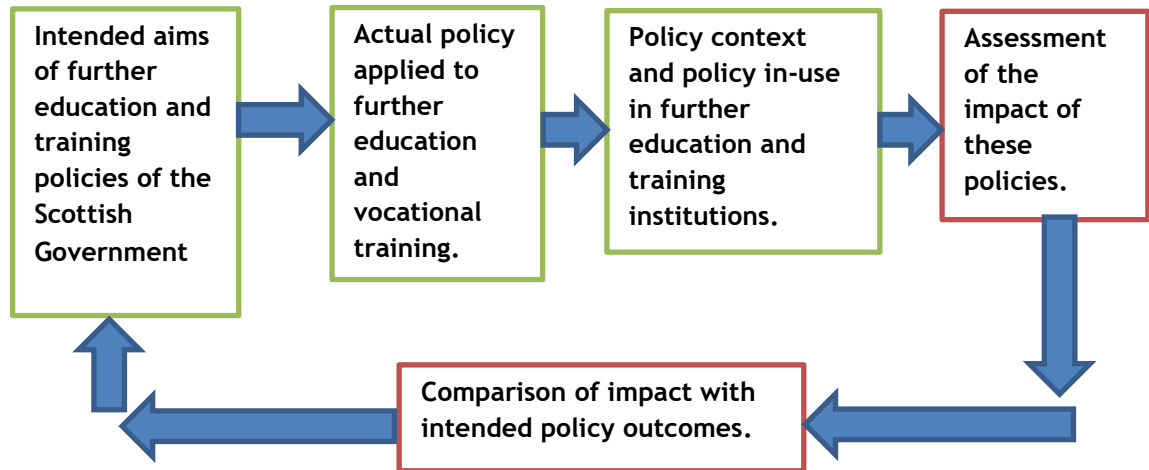 Intended aims
of further
education and
training
policies of the
Scottish
Government
Actual policy
applied to
further
education
and
vocational
training.
Policy context
and policy in-use
in further
education and
training
institutions.
Assessment
of the
impact of
these
policies.
Comparison of impact with
intended policy outcomes.